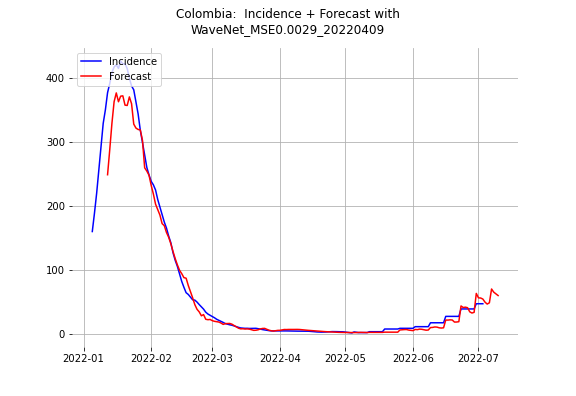 Colombia:  Incidence + Forecast with
WaveNet_MSE0.0029_20220409
Incidence
Forecast
400
300
200
100
0
2022-01 2022-02 2022-03 2022-04 2022-05 2022-06 2022-07